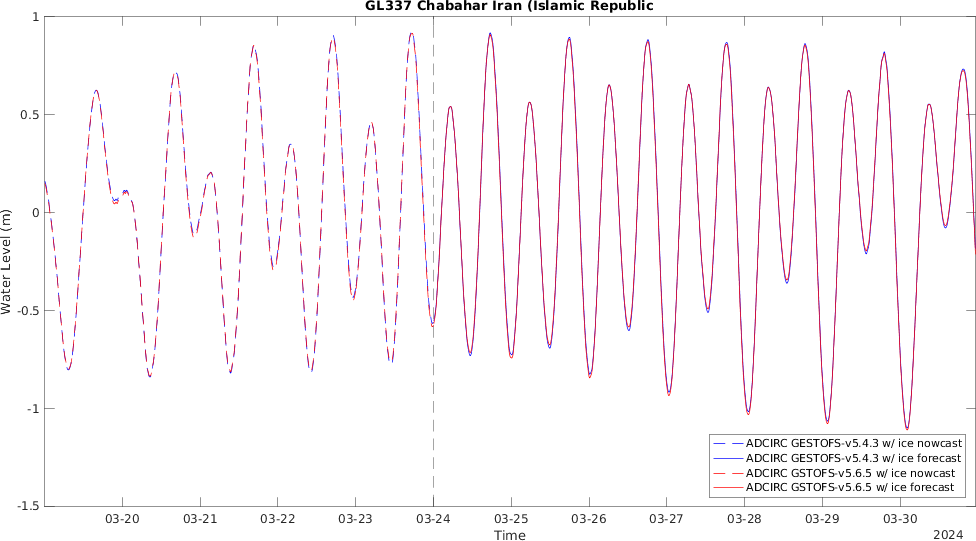 GL337 Chabahar Iran (Islamic Republic
Water Level (m)
1
0.5
0
-0.5
-1
-1.5
ADCIRC GESTOFS-v5.4.3 w/ ice nowcast
ADCIRC GESTOFS-v5.4.3 w/ ice forecast
ADCIRC GSTOFS-v5.6.5 w/ ice nowcast
ADCIRC GSTOFS-v5.6.5 w/ ice forecast
03-20 03-21 03-22 03-23 03-24 03-25 03-26 03-27 03-28 03-29 03-30
Time
2024